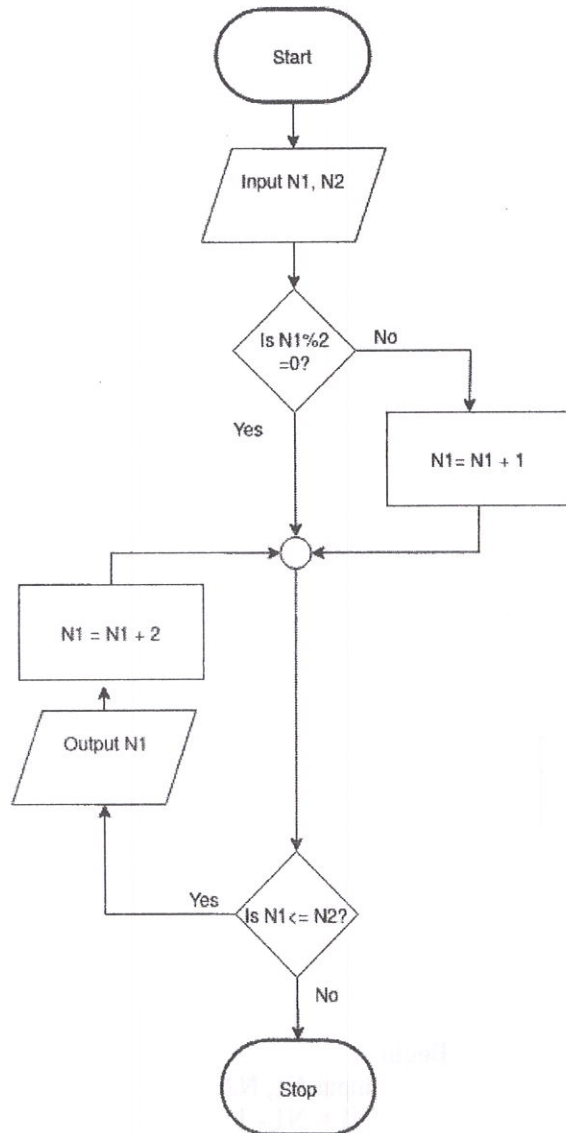 Start
Input N1, N2
Is N1%2
=0?
No
Yes
N1= N1 + 1
N1 = N1 + 2
Output N1
Yes
Is N1<= N2?
No
Stop